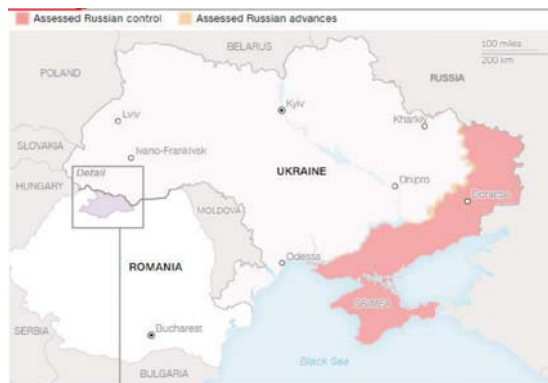 Assessed Russian control Assessed Russian advances
BELARUS
100 miles
200 km
POLAND
RUSSIA
Lviv
Kyiv
Kharkiv
SLOVAKIA
Ivano-Frankivsk
Detail
UKRAINE
HUNGARY
Dnipro
Donetsk
MOLDOVA
ROMANIA
Odessa
CRIMEA
SERBIA
Bucharest
Black Sea
BULGARIA